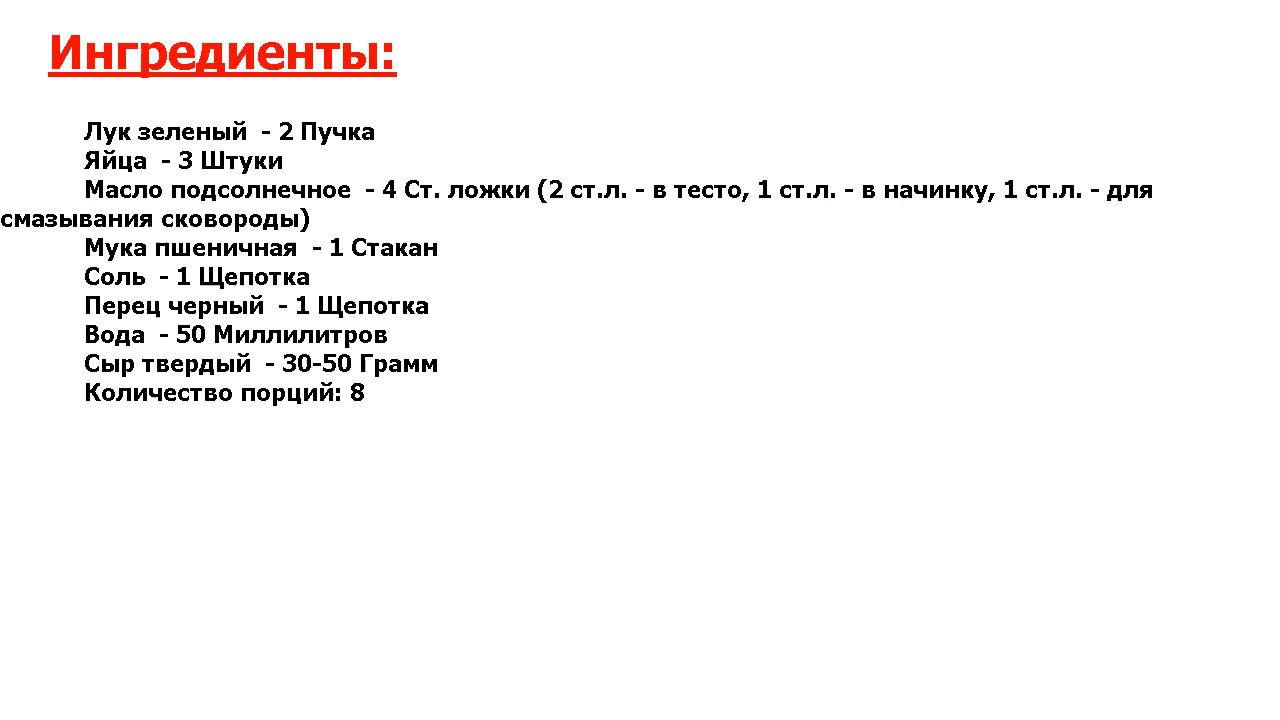 Ингредиенты:
Лук зеленый  - 2 Пучка
Яйца  - 3 Штуки
Масло подсолнечное  - 4 Ст. ложки (2 ст.л. - в тесто, 1 ст.л. - в начинку, 1 ст.л. - для
смазывания сковороды)
Мука пшеничная  - 1 Стакан
Соль  - 1 Щепотка
Перец черный  - 1 Щепотка
Вода  - 50 Миллилитров
Сыр твердый  - 30-50 Грамм
Количество порций: 8